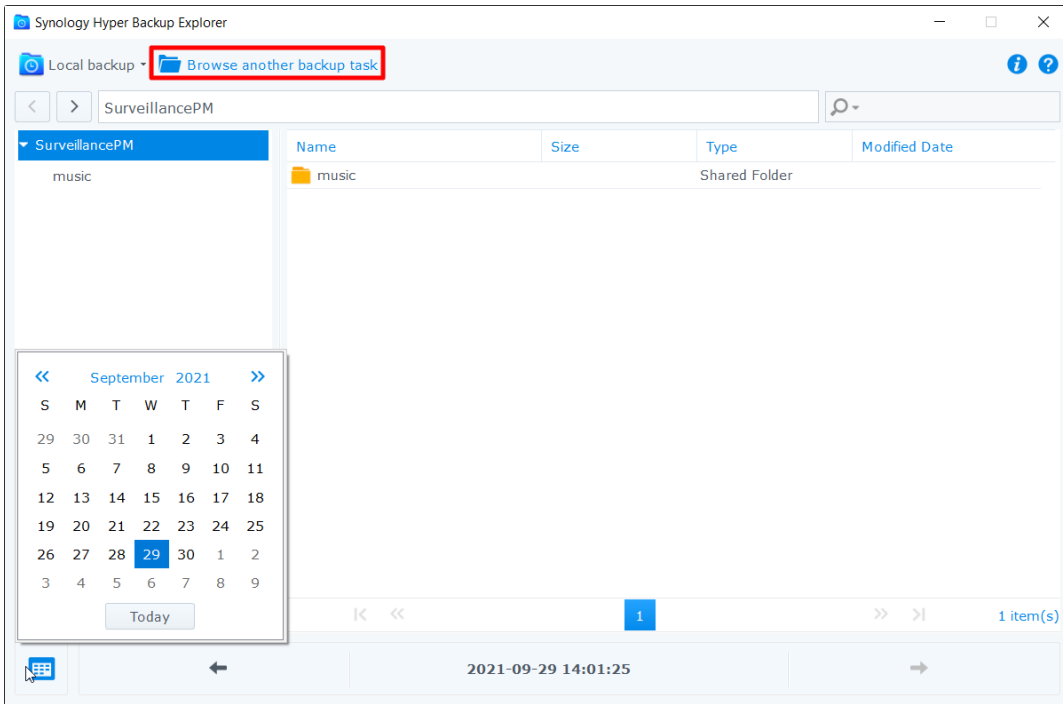 Synology Hyper Backup Explorer
Local backup Browse another backup task
SurveillancePM
SurveillancePM
music
Name Size Type Modified Date
music Shared Folder
September 2021
S M T W T F S
29 30 31 1 2 3 4
5 6 7 8 9 10 11
12 13 14 15 16 17 18
19 20 21 22 23 24 25
26 27 28 29 30 1 2
3 4 5 6 7 8 9
Today
1
1 item(s)
2021-09-29 14:01:25